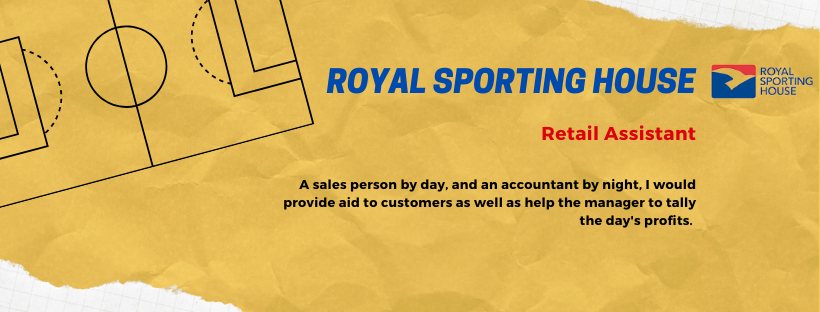 ROYAL SPORTING HOUSE
ROYAL
SPORTING
HOUSE
Retail Assistant
A sales person by day, and an accountant by night, I would
provide aid to customers as well as help the manager to tally
the day's profits.